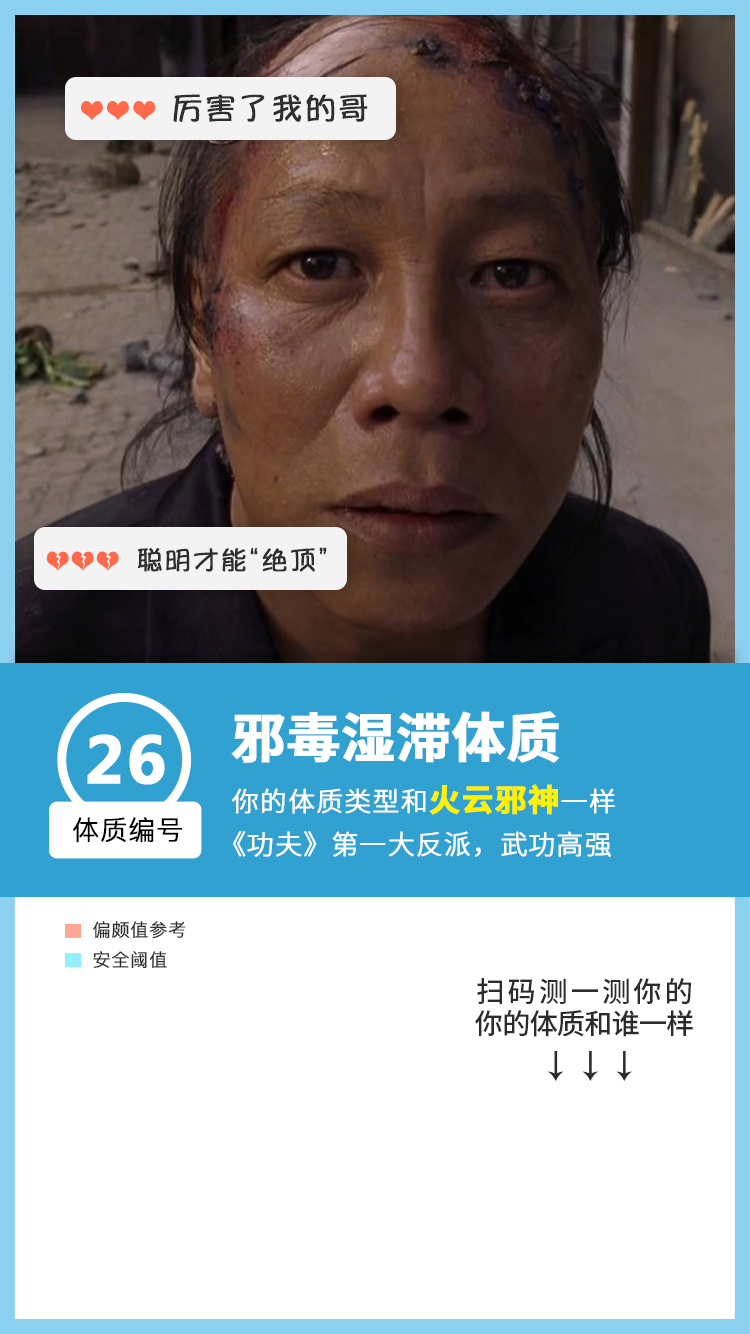 厉害了我的哥
聪明才能“绝顶”
26
体质编号
邪毒湿滞体质
你的体质类型和火云邪神一样
《功夫》第一大反派，武功高强
偏颇值参考
安全阈值
扫码测一测你的
你的体质和谁一样
↓ ↓ ↓